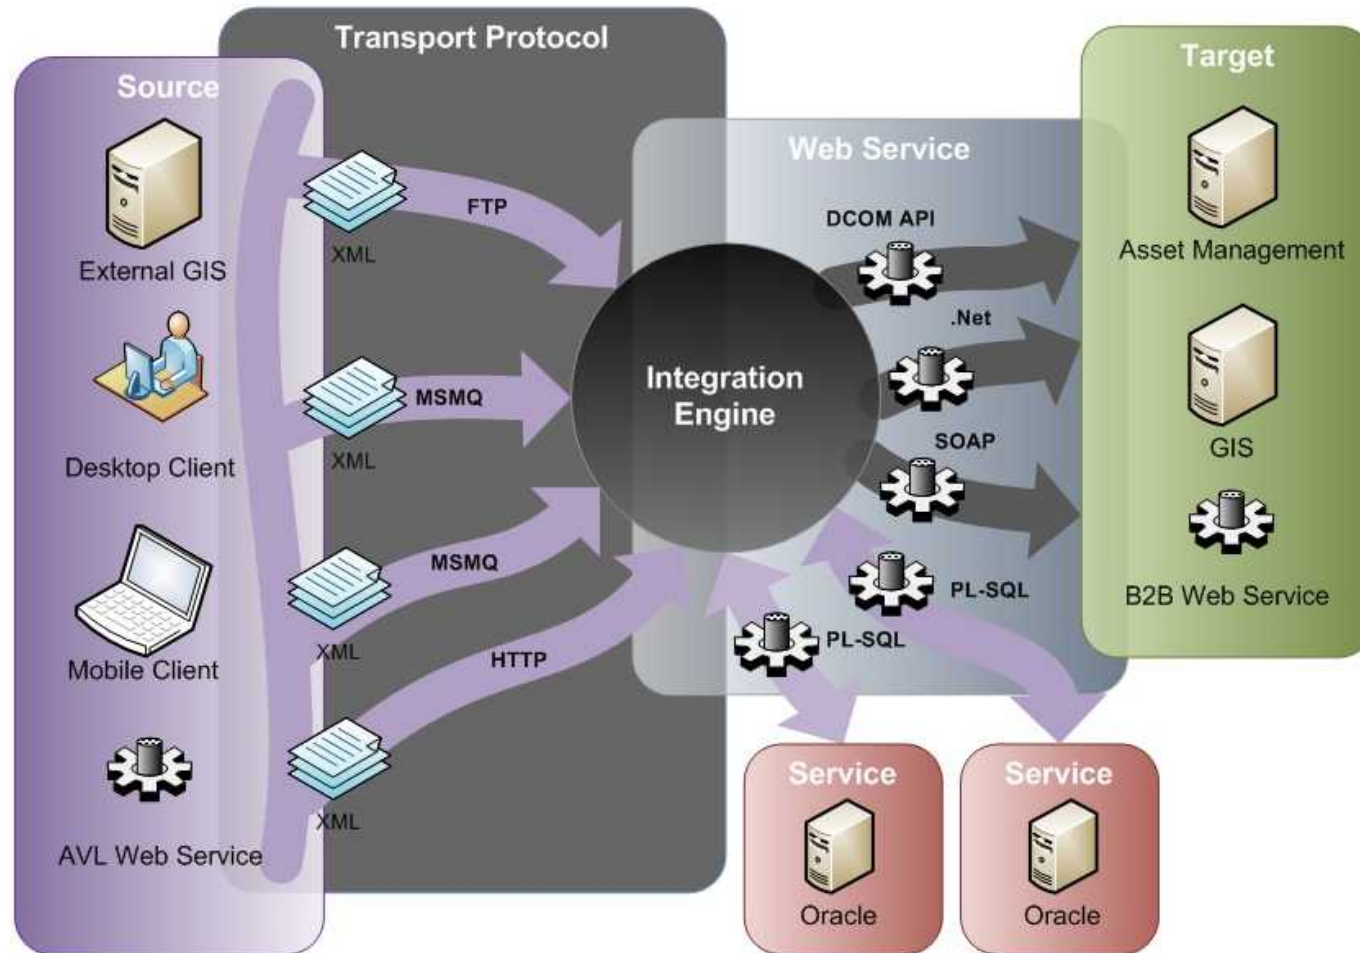 Transport Protocol
Source
Target
Web Service
External GIS
Desktop Client
Mobile Client
AVL Web Service
XML
FTP
XML
MSMQ
XML
MSMQ
XML
HTTP
Integration
Engine
DCOM API
.Net
SOAP
PL-SQL
PL-SQL
Asset Management
GIS
B2B Web Service
Service
Oracle
Service
Oracle